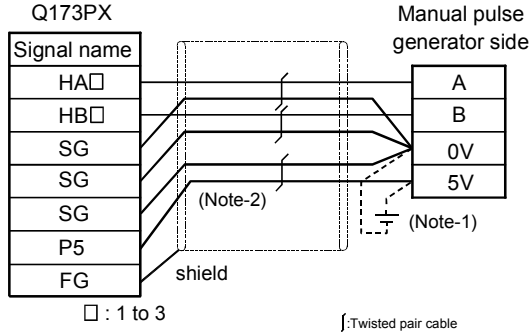 Q173PX
Manual pulse
generator side
Signal name
HA□
HB□
SG
SG
SG
P5
FG
A
B
0V
5V
(Note-2)
(Note-1)
shield
□ : 1 to 3
:Twisted pair cable